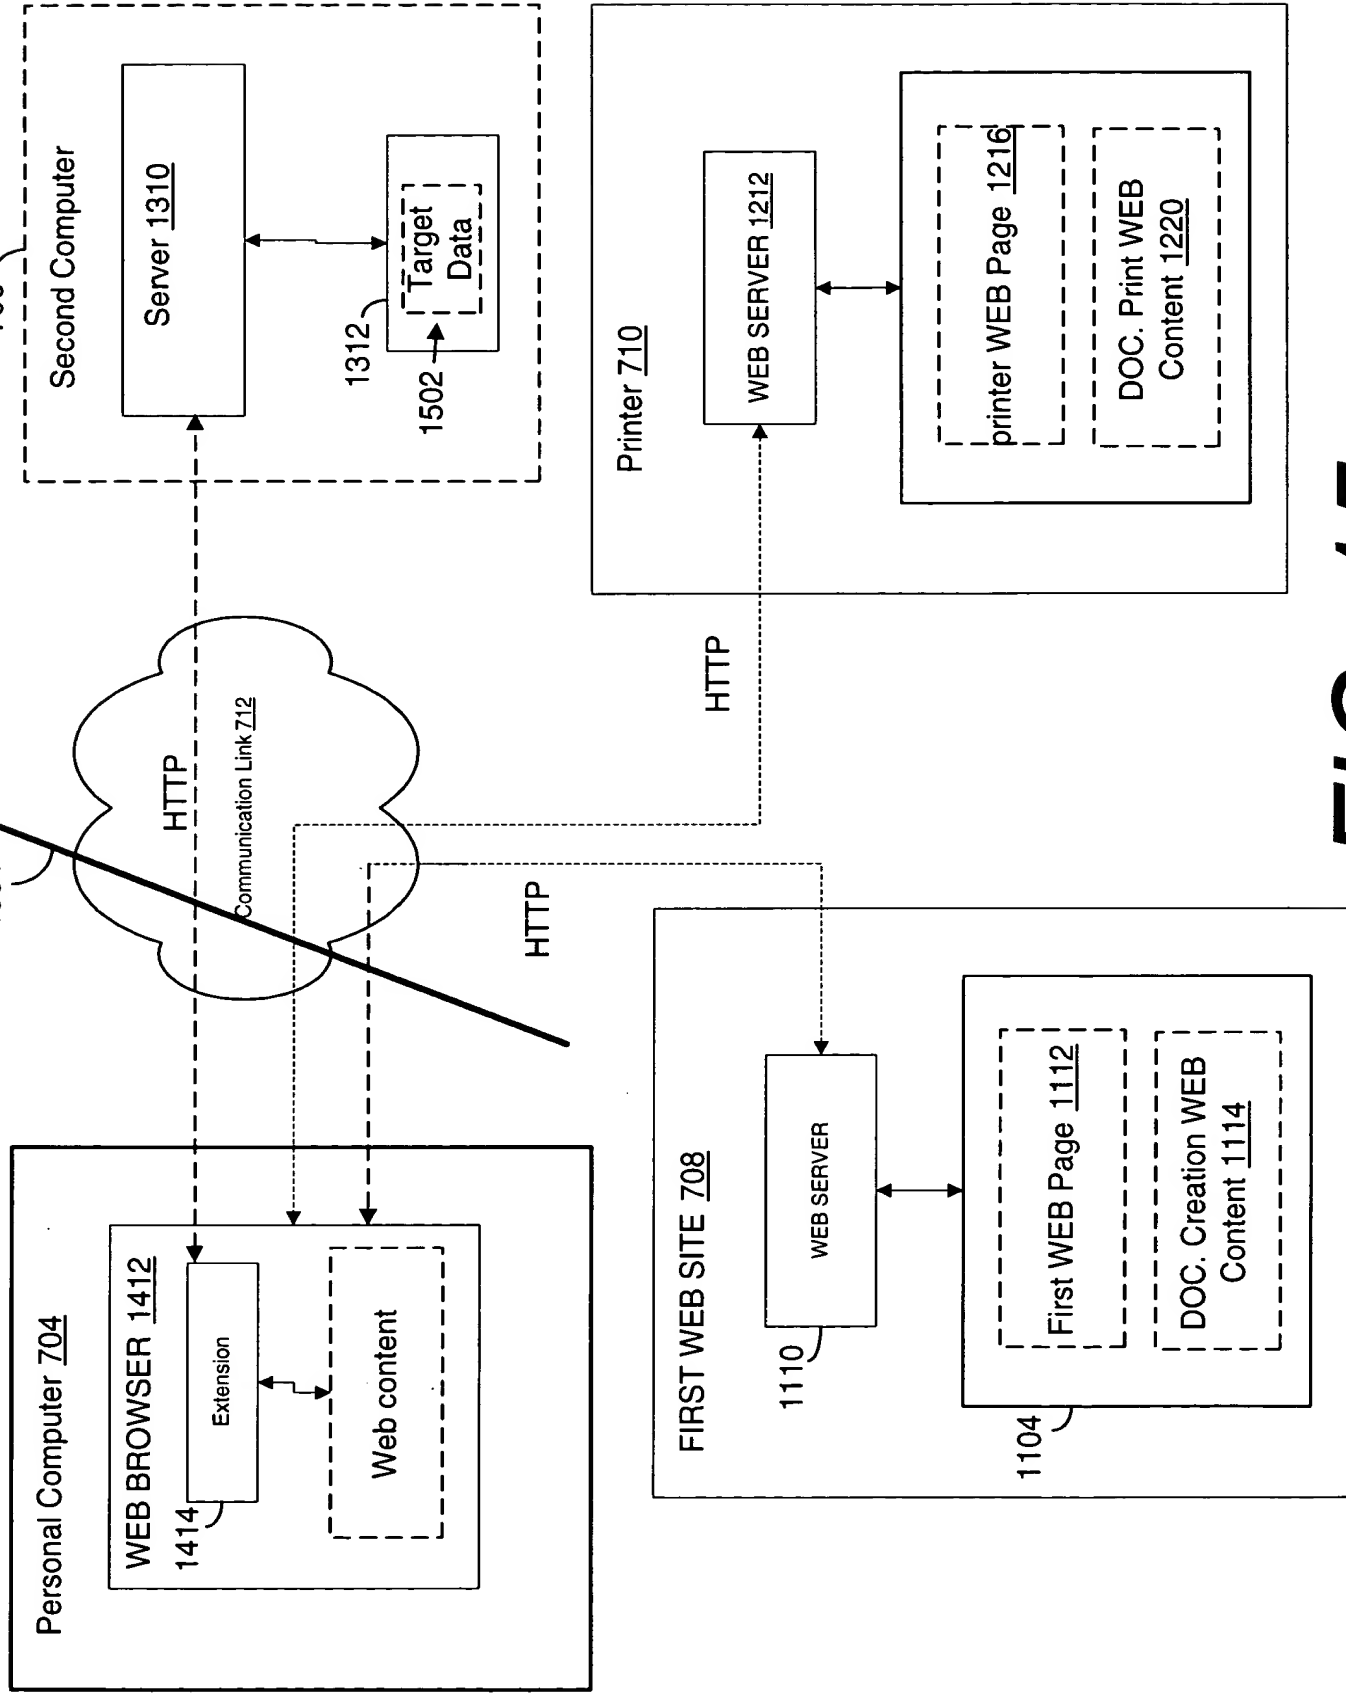 Personal Computer 704
WEB BROWSER 1412
1414
Extension
Web content
HTTP
Communication Link 712
Second Computer
Server 1310
1312
Target
Data
1502
HTTP
HTTP
FIRST WEB SITE 708
1110
WEB SERVER
1104
First WEB Page 1112
DOC. Creation WEB
Content 1114
Printer 710
WEB SERVER 1212
printer WEB Page 1216
DOC. Print WEB
Content 1220